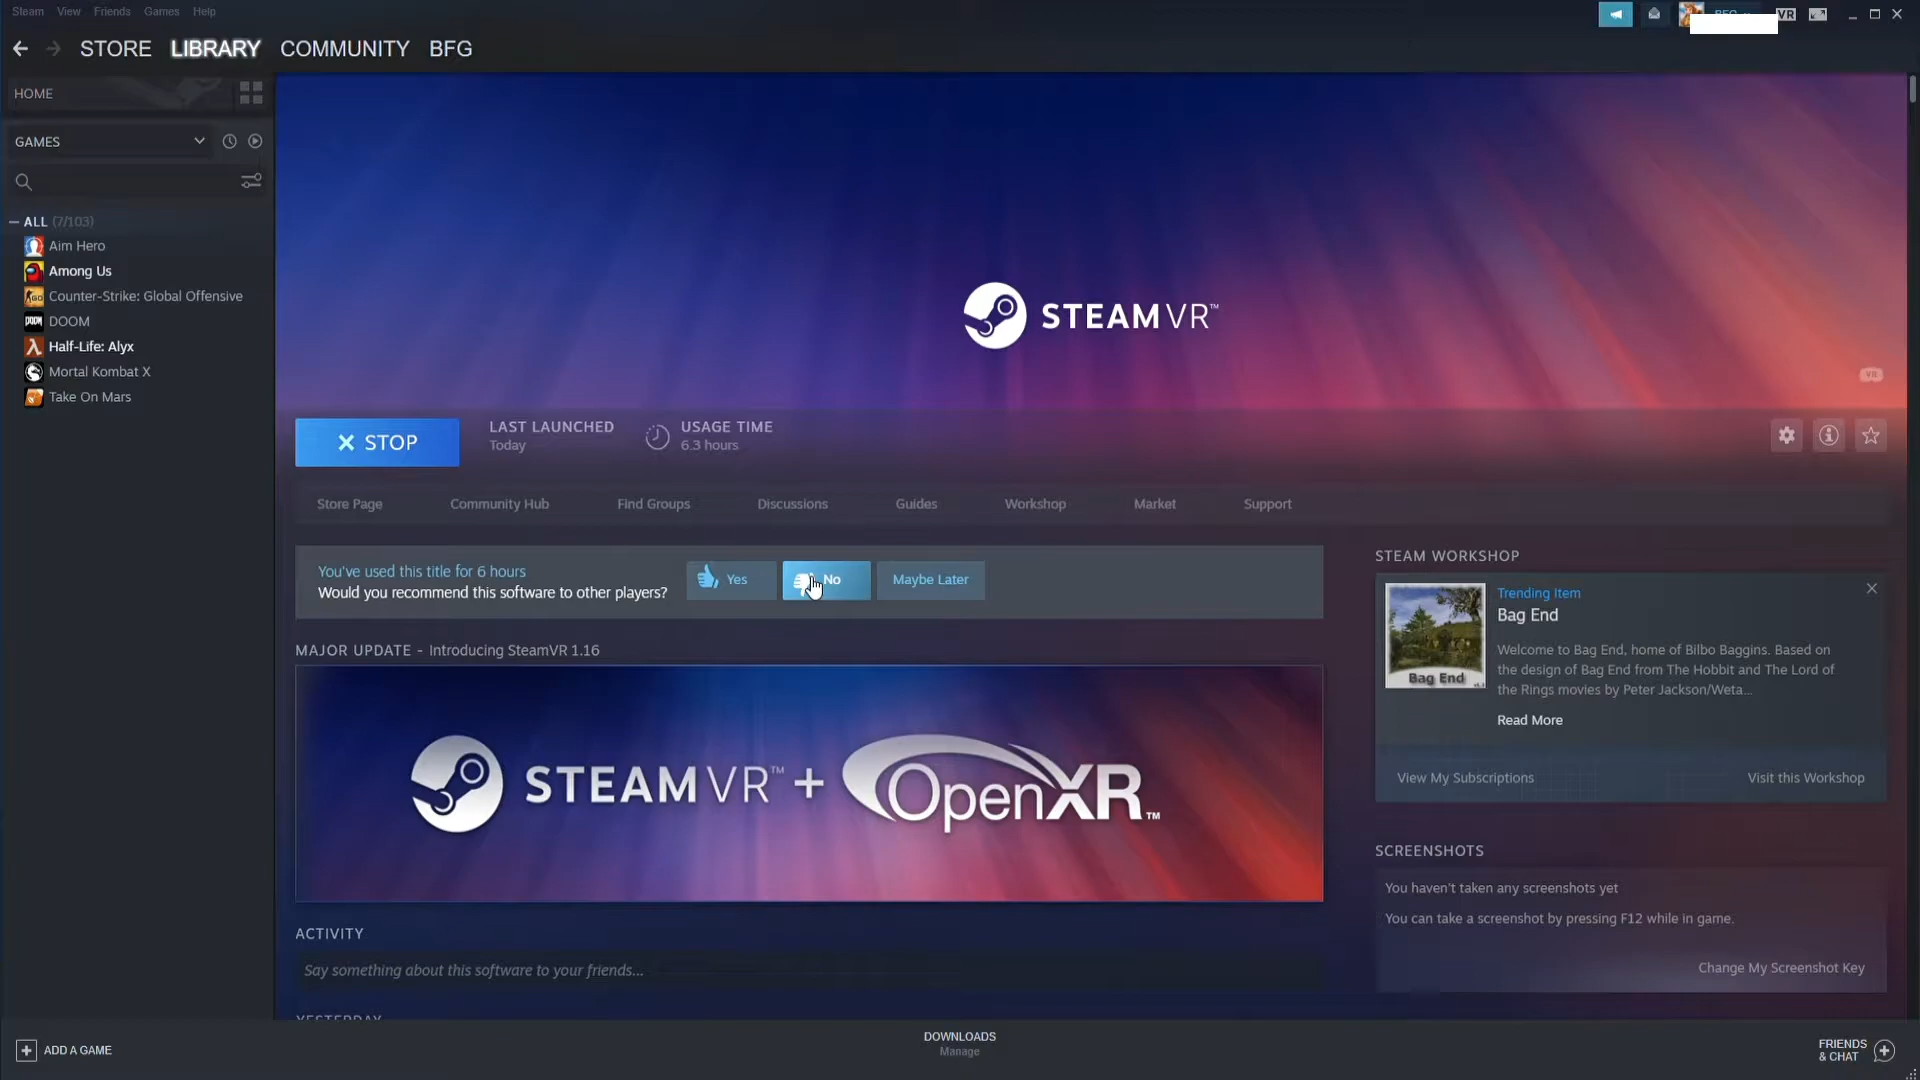 Steam View Friends Games Help
VR
STORE LIBRARY COMMUNITY BFG
HOME
GAMES
ALL (7/103)
Aim Hero
Among Us
Counter-Strike: Global Offensive
DOOM
Half-Life: Alyx
Mortal Kombat X
Take On Mars
STEAMVR™
VR
STOP
LAST LAUNCHED
Today
USAGE TIME
6.3 hours
Store Page Community Hub Find Groups Discussions Guides Workshop Market Support
You've used this title for 6 hours
Would you recommend this software to other players?
Yes No Maybe Later
MAJOR UPDATE - Introducing SteamVR 1.16
STEAMVR™ + OpenXR™
ACTIVITY
Say something about this software to your friends...
YESTERDAY
STEAM WORKSHOP
Bag End
Trending Item
Bag End
Welcome to Bag End, home of Bilbo Baggins. Based on
the design of Bag End from The Hobbit and The Lord of
the Rings movies by Peter Jackson/Weta...
Read More
View My Subscriptions Visit this Workshop
SCREENSHOTS
You haven't taken any screenshots yet
You can take a screenshot by pressing F12 while in game.
Change My Screenshot Key
ADD A GAME
DOWNLOADS
Manage
FRIENDS
& CHAT